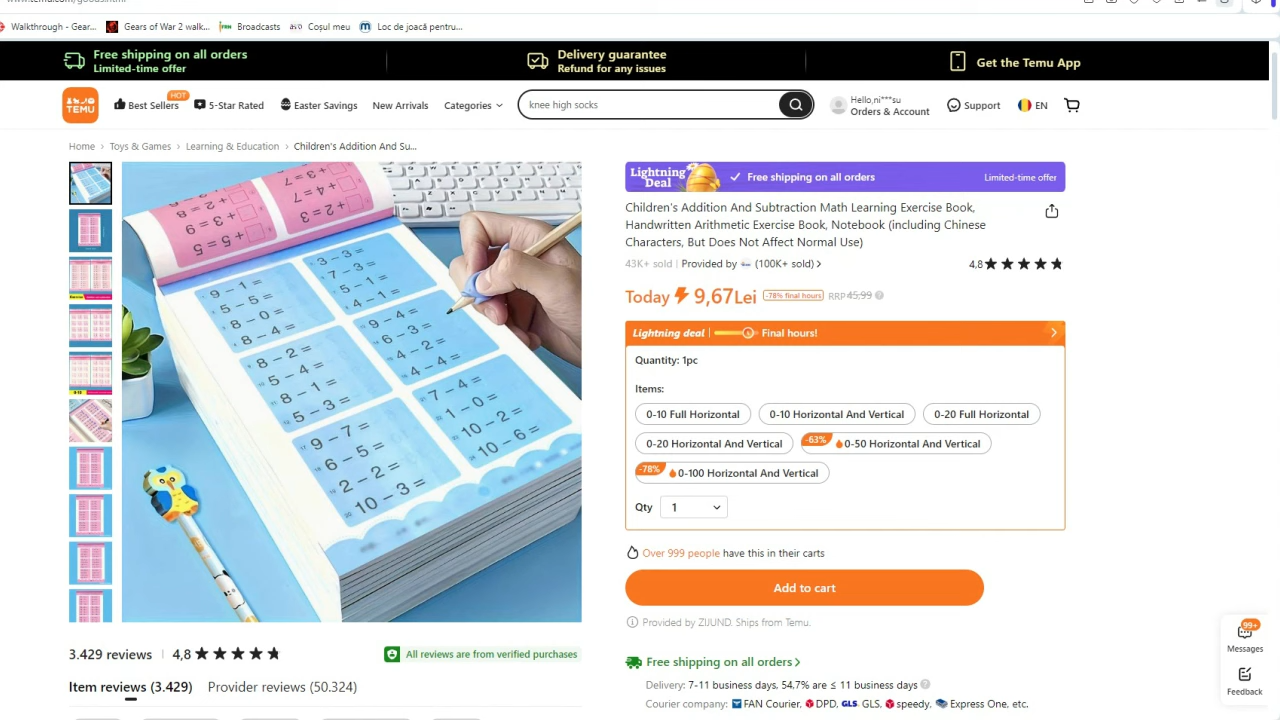 Walkthrough - Gear...
Gears of War 2 walk...
Broadcasts
Coșul meu
Loc de joacă pentru...
Free shipping on all orders
Limited-time offer
Delivery guarantee
Refund for any issues
Get the Temu App
TEMU
Best Sellers
HOT
5-Star Rated
Easter Savings
New Arrivals
Categories
knee high socks
Hello,ni***su
Orders & Account
Support
EN
Home > Toys & Games > Learning & Education > Children's Addition And Su...
Lightning Deal
Free shipping on all orders
Limited-time offer
Children's Addition And Subtraction Math Learning Exercise Book,
Handwritten Arithmetic Exercise Book, Notebook (including Chinese
Characters, But Does Not Affect Normal Use)
43K+ sold | Provided by (100K+ sold) >
4,8
Today 9,67Lei -78% final hours RRP 45,99
Lightning deal | Final hours!
Quantity: 1pc
Items:
0-10 Full Horizontal
0-10 Horizontal And Vertical
0-20 Full Horizontal
0-20 Horizontal And Vertical
-63%
0-50 Horizontal And Vertical
-78%
0-100 Horizontal And Vertical
Qty 1
Over 999 people have this in their carts
Add to cart
Provided by ZIJUND. Ships from Temu.
Free shipping on all orders >
Delivery: 7-11 business days, 54,7% are ≤ 11 business days
Courier company: FAN Courier, DPD, GLS GLS, speedy, Express One, etc.
99+
Messages
Feedback
9 - 1 =
5 - 5 =
8 - 0 =
8 - 4 =
3 - 3 =
7 - 3 =
5 - 1 =
4 - 1 =
8 - 2 =
5 - 4 =
8 - 1 =
5 - 3 =
9 - 4 =
6 - 3 =
4 - 2 =
4 - 4 =
9 - 7 =
6 - 5 =
2 - 2 =
10 - 3 =
7 - 4 =
1 - 0 =
10 - 2 =
10 - 6 =
3.429 reviews | 4,8
All reviews are from verified purchases
Item reviews (3.429)
Provider reviews (50.324)